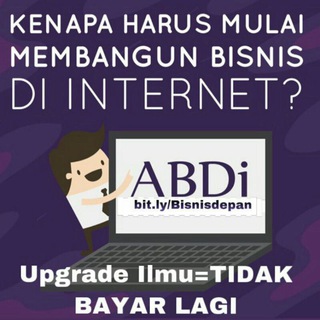 KENAPA HARUS MULAI
MEMBANGUN BISNIS
DI INTERNET?
ABDi
bit.ly/Bisnisdepan
Upgrade Ilmu=TIDAK
BAYAR LAGI